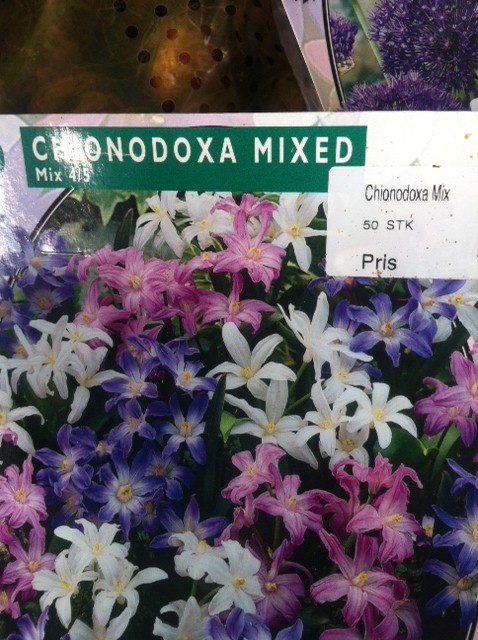 CHIONODOXA MIXED
Mix 4/5
Chionodoxa Mix
50 STK
Pris